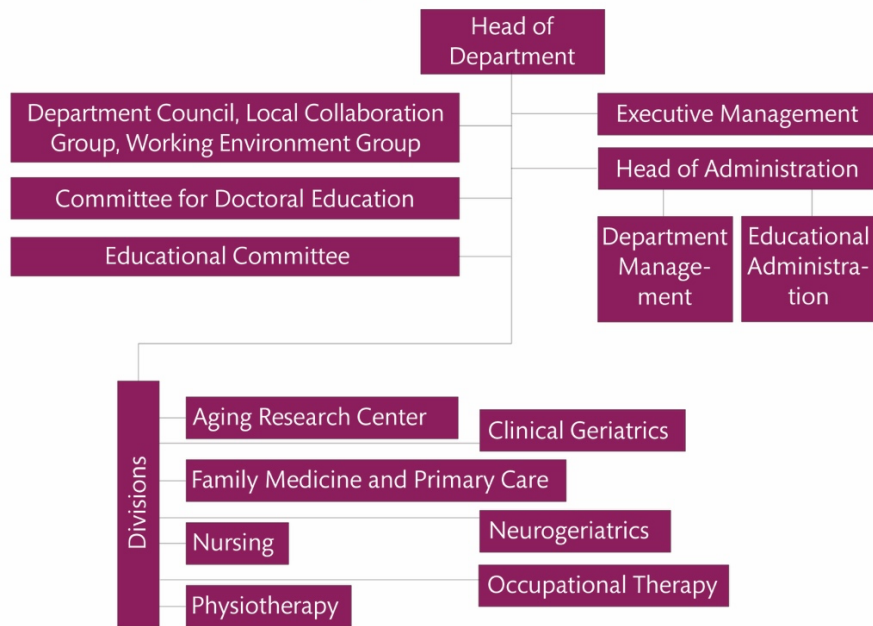 Head of
Department
Department Council, Local Collaboration
Group, Working Environment Group
Executive Management
Head of Administration
Committee for Doctoral Education
Department
Manage-
ment
Educational
Administra-
tion
Educational Committee
Divisions
Aging Research Center
Clinical Geriatrics
Family Medicine and Primary Care
Neurogeriatrics
Nursing
Occupational Therapy
Physiotherapy